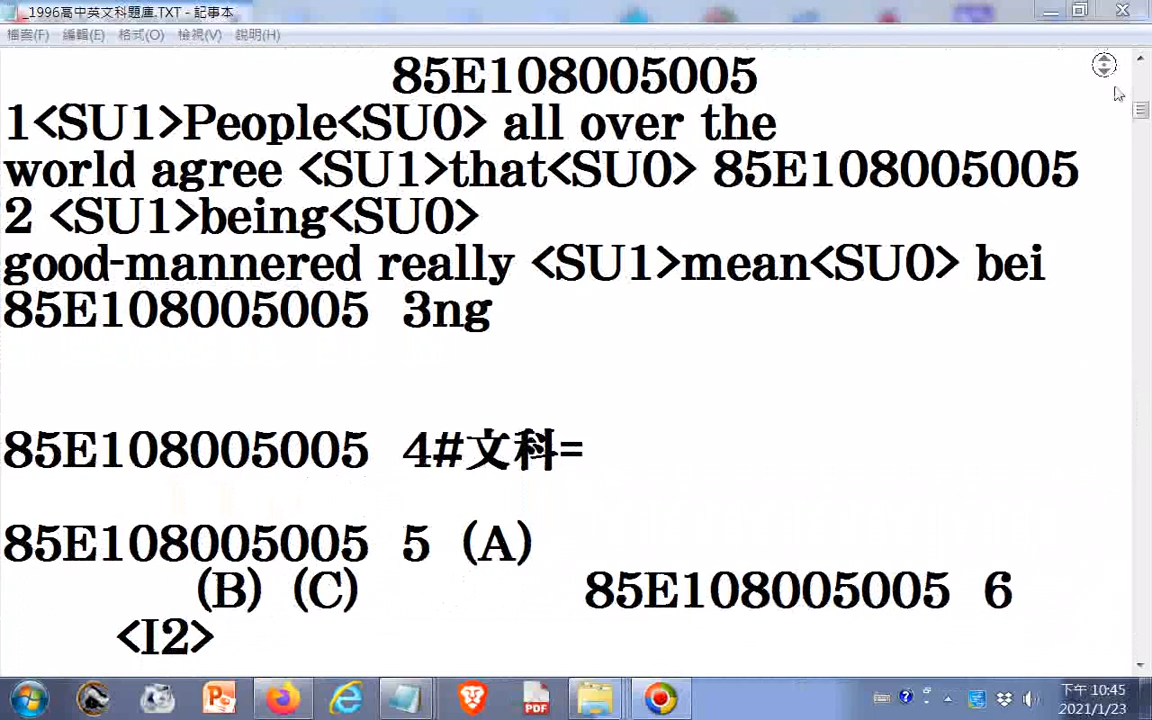 _1996高中英文科題庫.TXT - 記事本
檔案(F) 編輯(E) 格式(O) 檢視(V) 說明(H)
85E108005005
1<SU1>People<SU0> all over the
world agree <SU1>that<SU0> 85E108005005
2 <SU1>being<SU0>
good-mannered really <SU1>mean<SU0> bei
85E108005005 3ng
85E108005005 4#文科=
85E108005005 5 (A)
(B) (C) 85E108005005 6
<I2>
PDF
下午 10:45
2021/1/23